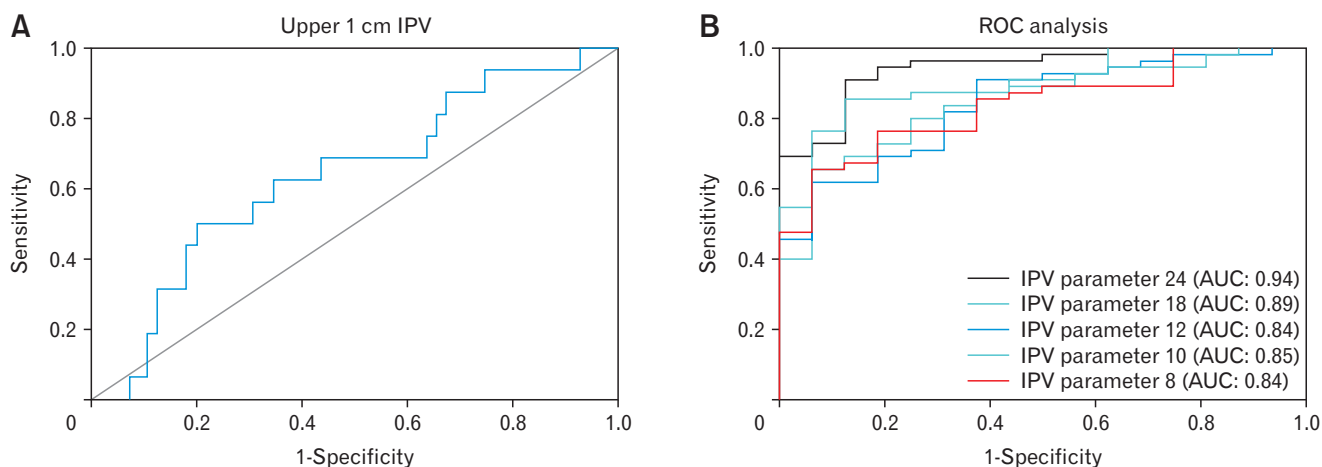 A
Upper 1 cm IPV
1.0
0.8
0.6
0.4
0.2
Sensitivity
0
0.2
0.4
0.6
0.8
1.0
1-Specificity
B
ROC analysis
1.0
0.8
0.6
0.4
0.2
Sensitivity
IPV parameter 24 (AUC: 0.94)
IPV parameter 18 (AUC: 0.89)
IPV parameter 12 (AUC: 0.84)
IPV parameter 10 (AUC: 0.85)
IPV parameter 8 (AUC: 0.84)
0
0.2
0.4
0.6
0.8
1.0
1-Specificity